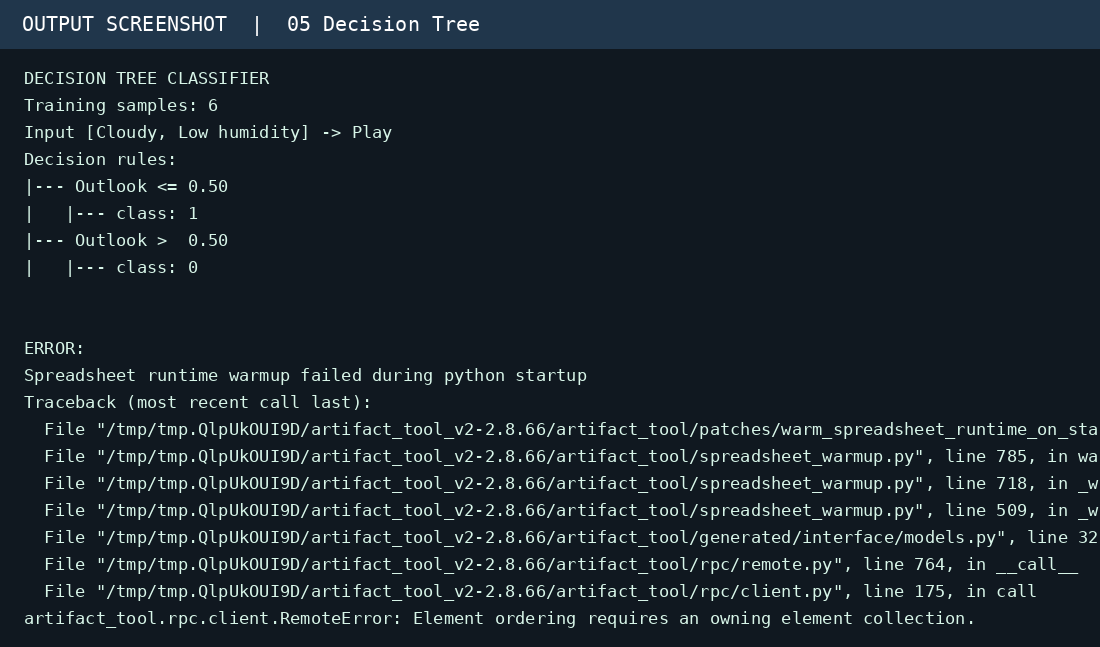 OUTPUT SCREENSHOT  |  05 Decision Tree
DECISION TREE CLASSIFIER
Training samples: 6
Input [Cloudy, Low humidity] -> Play
Decision rules:
|--- Outlook <= 0.50
|   |--- class: 1
|--- Outlook >  0.50
|   |--- class: 0
ERROR:
Spreadsheet runtime warmup failed during python startup
Traceback (most recent call last):
  File "/tmp/tmp.QlpUkOUI9D/artifact_tool_v2-2.8.66/artifact_tool/patches/warm_spreadsheet_runtime_on_sta
  File "/tmp/tmp.QlpUkOUI9D/artifact_tool_v2-2.8.66/artifact_tool/spreadsheet_warmup.py", line 785, in wa
  File "/tmp/tmp.QlpUkOUI9D/artifact_tool_v2-2.8.66/artifact_tool/spreadsheet_warmup.py", line 718, in _w
  File "/tmp/tmp.QlpUkOUI9D/artifact_tool_v2-2.8.66/artifact_tool/spreadsheet_warmup.py", line 509, in _w
  File "/tmp/tmp.QlpUkOUI9D/artifact_tool_v2-2.8.66/artifact_tool/generated/interface/models.py", line 32
  File "/tmp/tmp.QlpUkOUI9D/artifact_tool_v2-2.8.66/artifact_tool/rpc/remote.py", line 764, in __call__
  File "/tmp/tmp.QlpUkOUI9D/artifact_tool_v2-2.8.66/artifact_tool/rpc/client.py", line 175, in call
artifact_tool.rpc.client.RemoteError: Element ordering requires an owning element collection.